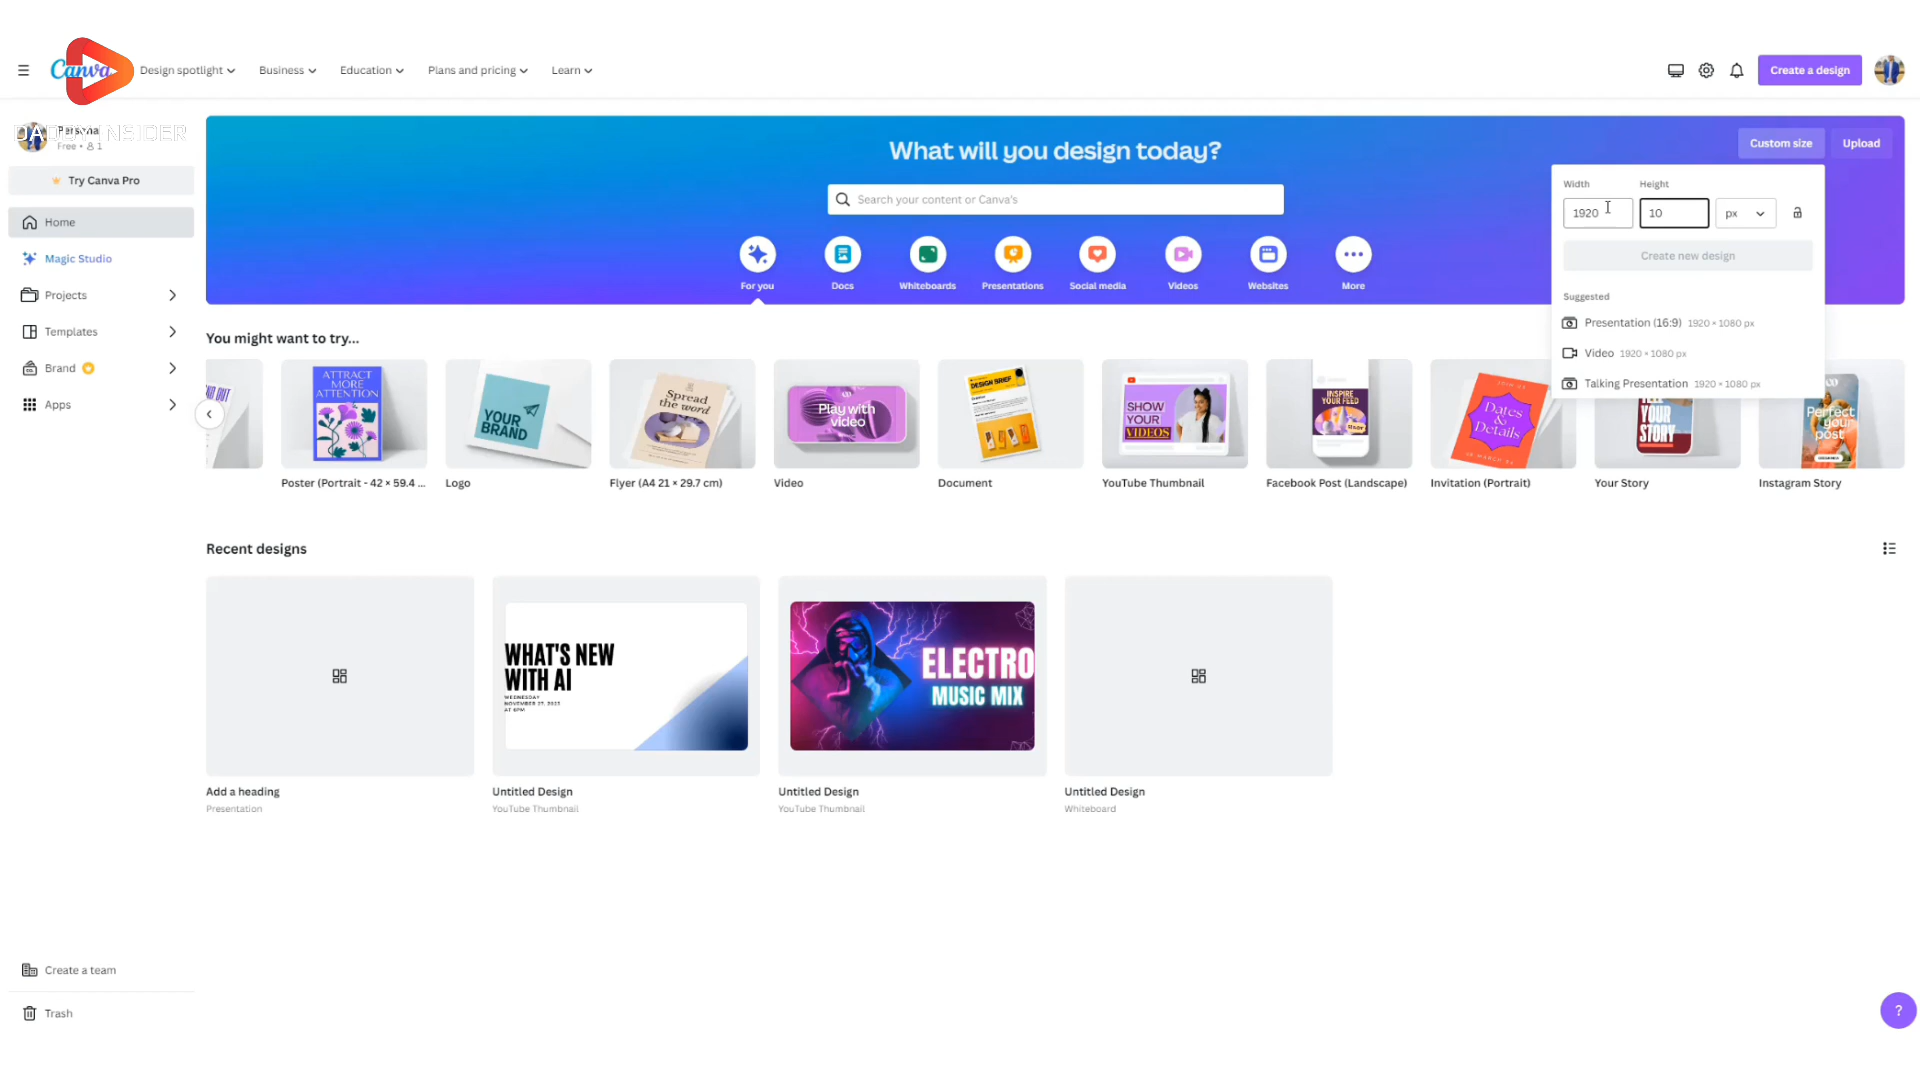 Canva
Design spotlight
Business
Education
Plans and pricing
Learn
Create a design
DADDY INSIDER
Free • 1
Try Canva Pro
Home
Magic Studio
Projects
Templates
Brand
Apps
Create a team
Trash
What will you design today?
Custom size
Upload
Search your content or Canva's
For you
Docs
Whiteboards
Presentations
Social media
Videos
Websites
More
Width
Height
1920
10
px
Create new design
Suggested
Presentation (16:9) 1920 × 1080 px
Video 1920 × 1080 px
Talking Presentation 1920 × 1080 px
You might want to try...
ATTRACT
MORE
ATTENTION
YOUR
BRAND
Spread
the word
Play with
video
DESIGN BRIEF
SHOW
YOUR
VIDEOS
INSPIRE
YOUR FEED
Dates
&
Details
YOUR
STORY
Perfect
your
post
Poster (Portrait - 42 × 59.4 ...
Logo
Flyer (A4 21 × 29.7 cm)
Video
Document
YouTube Thumbnail
Facebook Post (Landscape)
Invitation (Portrait)
Your Story
Instagram Story
Recent designs
WHAT'S NEW
WITH AI
WEDNESDAY
NOVEMBER 27, 2023
AT 6PM
ELECTRO
MUSIC MIX
Add a heading
Presentation
Untitled Design
YouTube Thumbnail
Untitled Design
YouTube Thumbnail
Untitled Design
Whiteboard
?